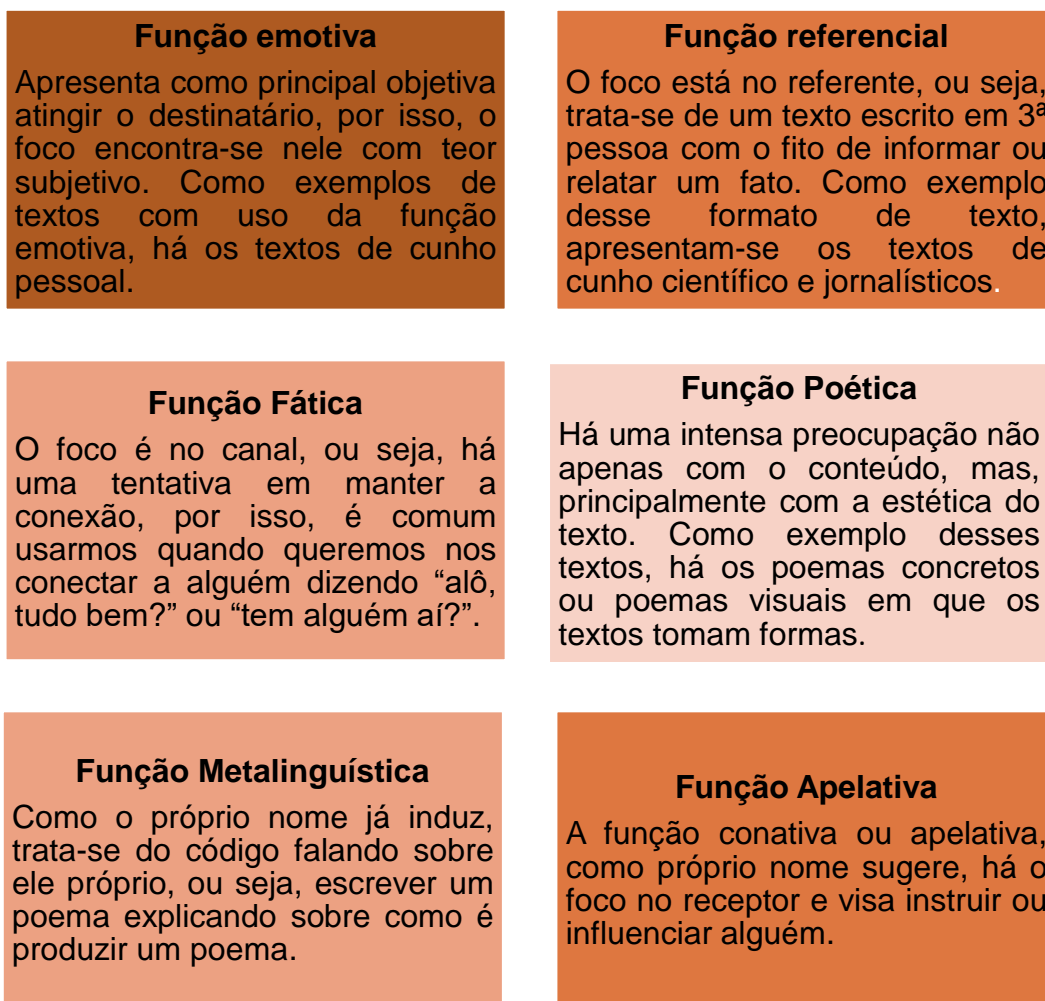 Função emotiva
Apresenta como principal objetiva
atingir o destinatário, por isso, o
foco encontra-se nele com teor
subjetivo. Como exemplos de
textos com uso da função
emotiva, há os textos de cunho
pessoal.
Função referencial
O foco está no referente, ou seja,
trata-se de um texto escrito em 3ª
pessoa com o fito de informar ou
relatar um fato. Como exemplo
desse formato de texto,
apresentam-se os textos de
cunho científico e jornalísticos.
Função Fática
O foco é no canal, ou seja, há
uma tentativa em manter a
conexão, por isso, é comum
usarmos quando queremos nos
conectar a alguém dizendo “alô,
tudo bem?” ou “tem alguém aí?”.
Função Poética
Há uma intensa preocupação não
apenas com o conteúdo, mas,
principalmente com a estética do
texto. Como exemplo desses
textos, há os poemas concretos
ou poemas visuais em que os
textos tomam formas.
Função Metalinguística
Como o próprio nome já induz,
trata-se do código falando sobre
ele próprio, ou seja, escrever um
poema explicando sobre como é
produzir um poema.
Função Apelativa
A função conativa ou apelativa,
como próprio nome sugere, há o
foco no receptor e visa instruir ou
influenciar alguém.